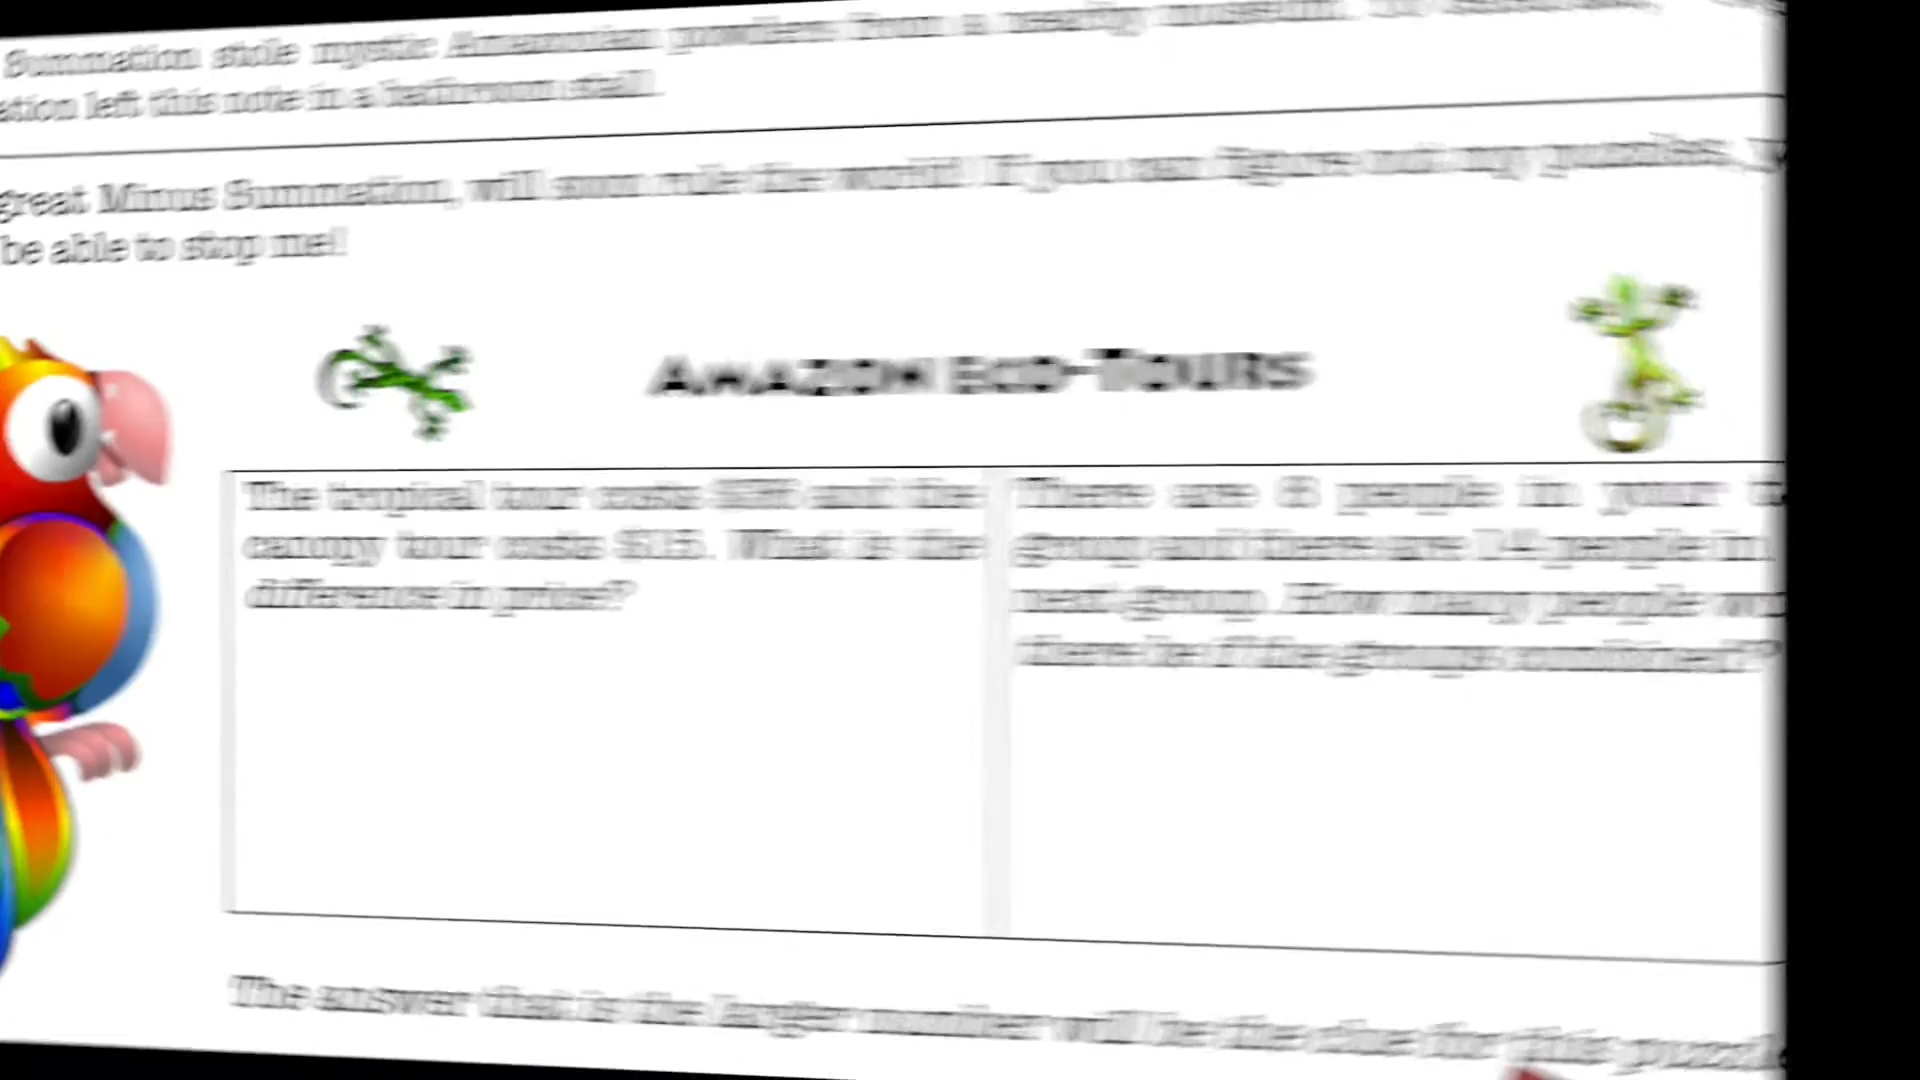 Summation stole mystic Amazonian powders from a nearby museum.
ation left this note in a bathroom stall.
great Minus Summation, will soon rule the world! If you can figure out my puzzles,
be able to stop me!
AMAZON ECO-TOURS
The tropical tour costs and the
canopy tour costs $15. What is the
difference in price?
There are people in your
group and there are 14 people in
next group. How many people
there be if the groups combined?
The answer that is the larger number will be the clue for this